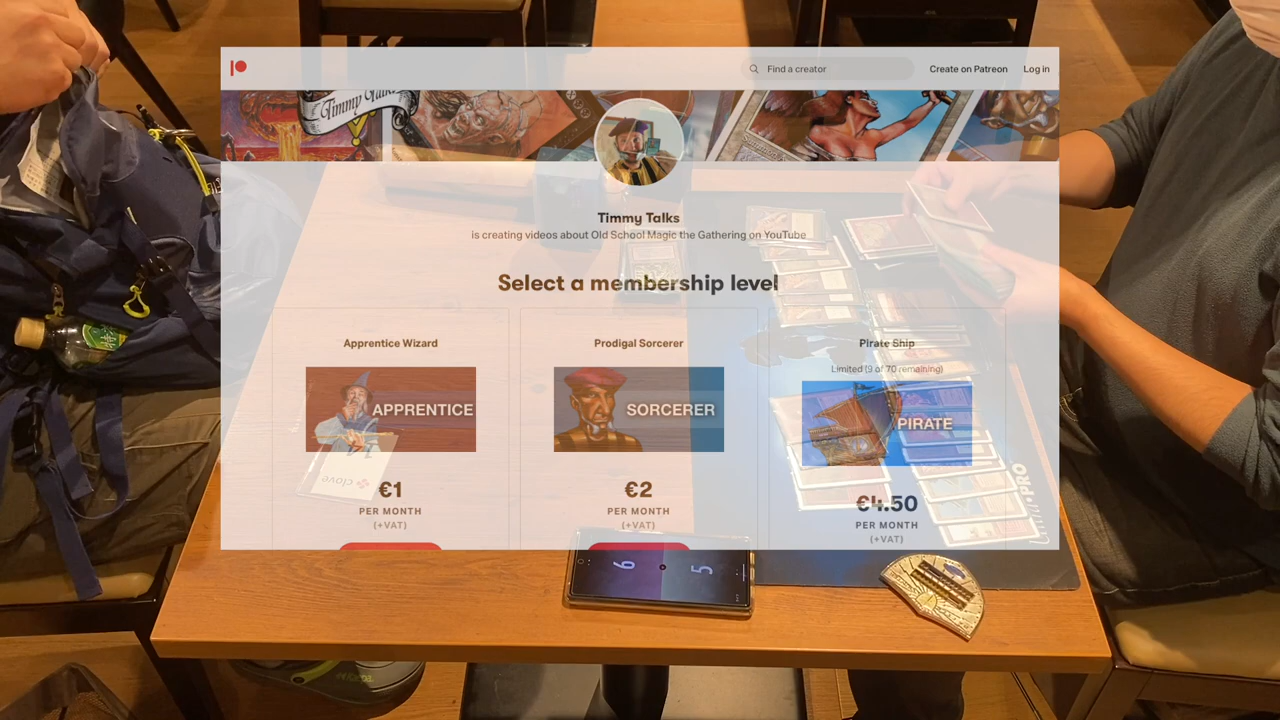 Find a creator
Create on Patreon
Log in
Timmy Talks
Timmy Talks
is creating videos about Old School Magic the Gathering on YouTube
Select a membership level
Apprentice Wizard
Prodigal Sorcerer
Pirate Ship
Limited (9 of 70 remaining)
APPRENTICE
SORCERER
PIRATE
€1
€2
€4.50
PER MONTH
PER MONTH
PER MONTH
(+VAT)
(+VAT)
(+VAT)
clove
PRO
6
5